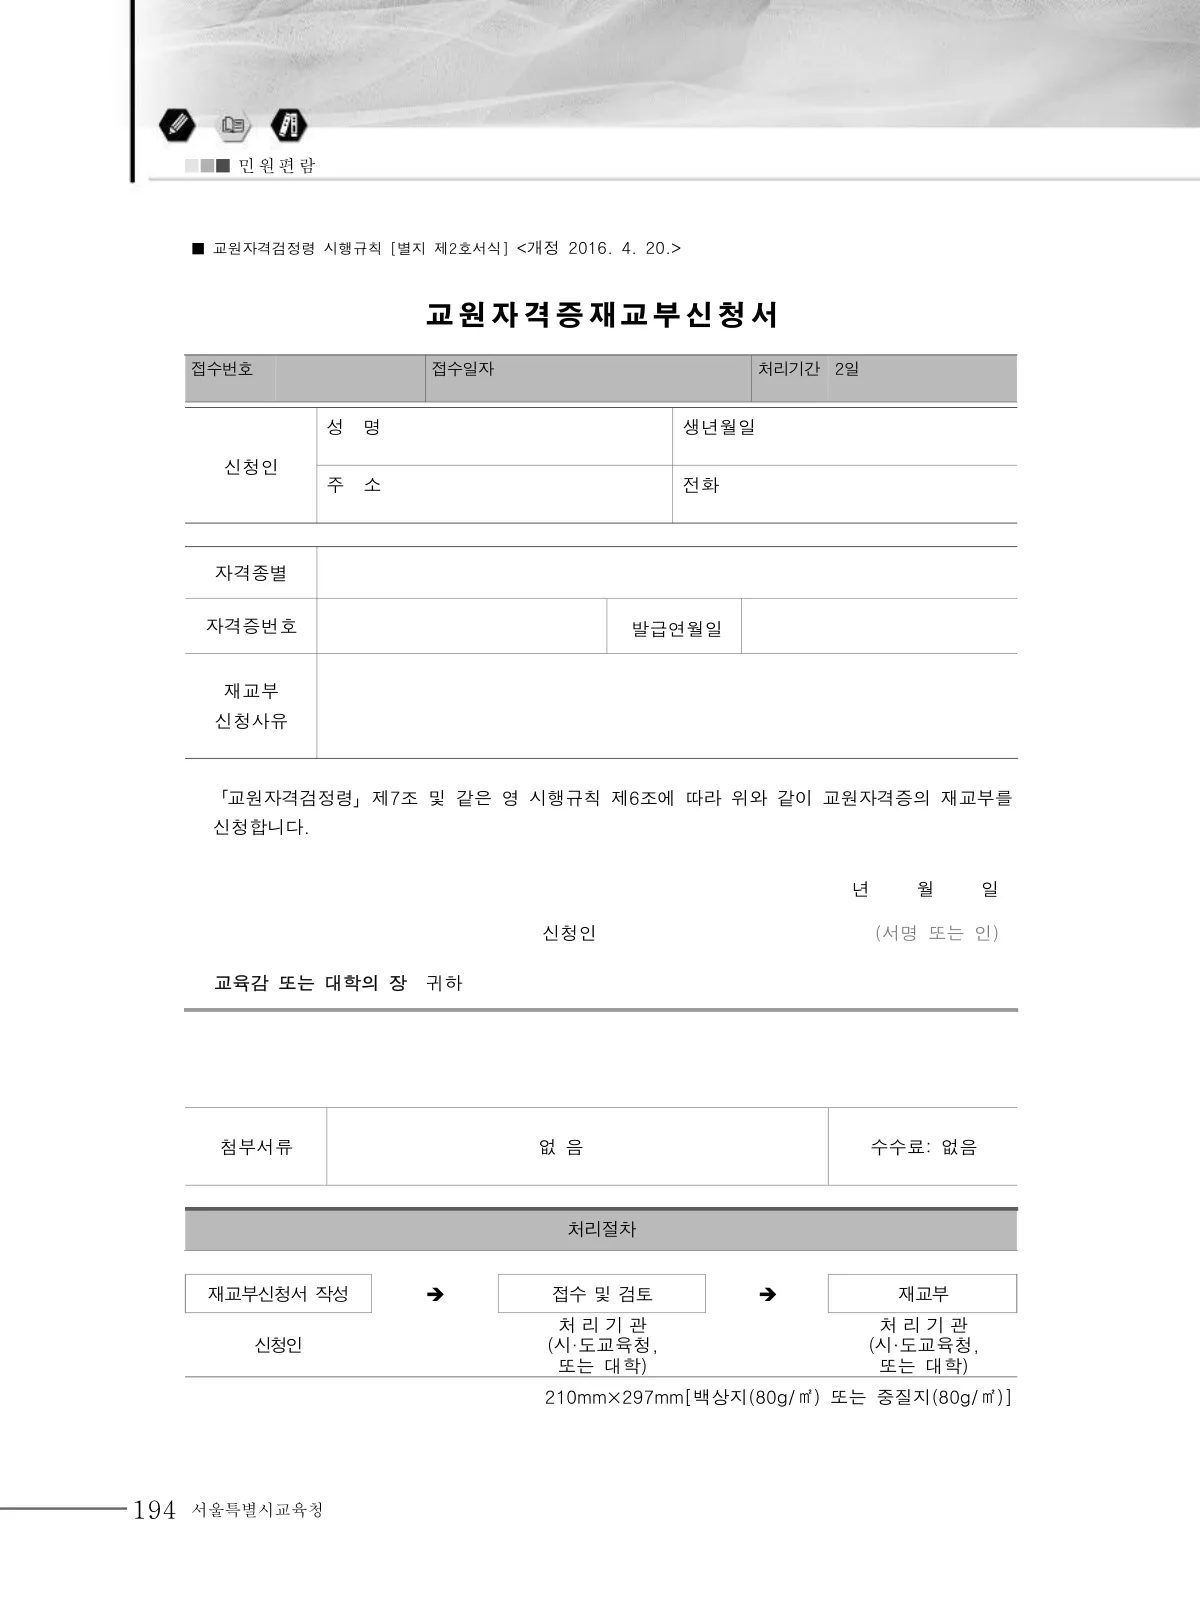 민원편람
■ 교원자격검정령 시행규칙 [별지 제2호서식] <개정 2016. 4. 20.>
교원자격증재교부신청서
접수번호 접수일자 처리기간 2일
신청인
성 명 생년월일
주 소 전화
자격종별
자격증번호 발급연월일
재교부
신청사유
「교원자격검정령」제7조 및 같은 영 시행규칙 제6조에 따라 위와 같이 교원자격증의 재교부를
신청합니다.
년 월 일
신청인 (서명 또는 인)
교육감 또는 대학의 장 귀하
첨부서류 없 음 수수료: 없음
처리절차
재교부신청서 작성 ➔ 접수 및 검토 ➔ 재교부
신청인
처 리 기 관
(시·도교육청,
또는 대학)
처 리 기 관
(시·도교육청,
또는 대학)
210mm×297mm[백상지(80g/㎡) 또는 중질지(80g/㎡)]
194 서울특별시교육청